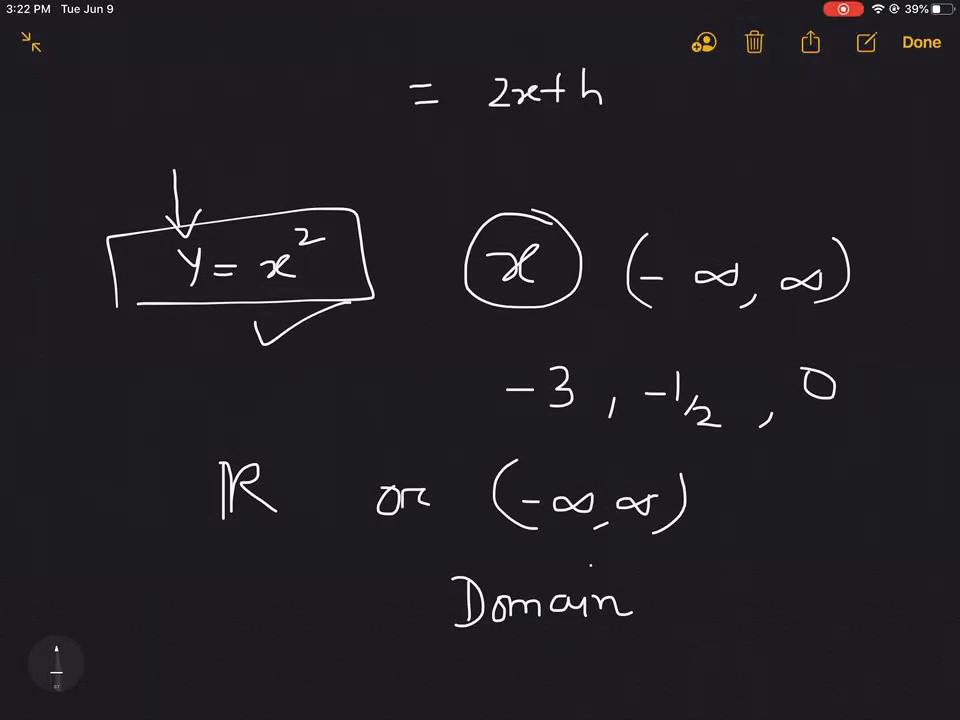 3:22 PM Tue Jun 9 39%
Done
= 2x+h
y = x² x (-∞, ∞)
-3, -1/2, 0
ℝ or (-∞, ∞)
Domain